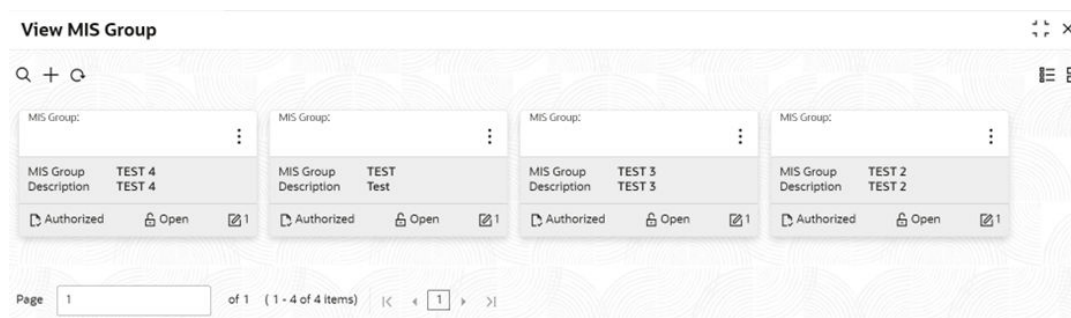 View MIS Group
MIS Group: MIS Group: MIS Group: MIS Group:
MIS Group TEST 4 MIS Group TEST MIS Group TEST 3 MIS Group TEST 2
Description TEST 4 Description Test Description TEST 3 Description TEST 2
Authorized Open 1 Authorized Open 1 Authorized Open 1 Authorized Open 1
Page 1 of 1 ( 1 - 4 of 4 items) 1